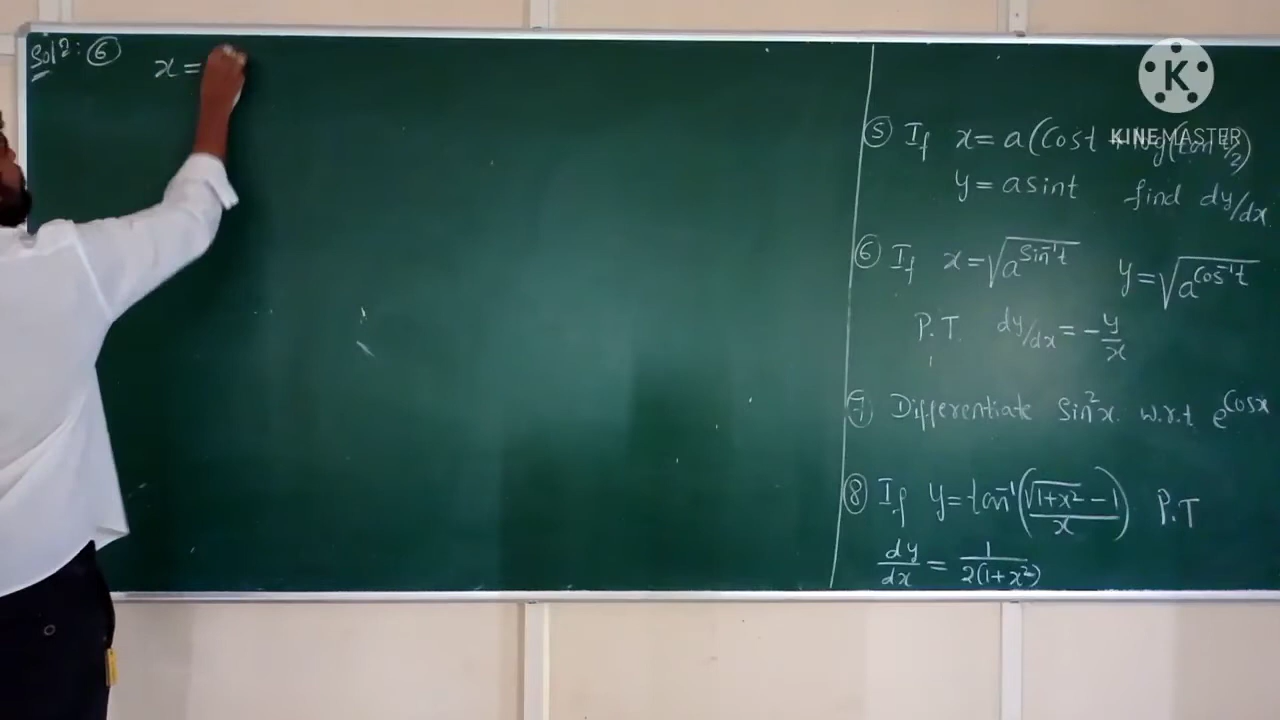 Solⁿ: ⑥ x =
K
KINEMASTER
⑤ If x = a(Cost + log(tan t/2)
y = a sint find dy/dx
⑥ If x = √a^Sin⁻¹t y = √a^Cos⁻¹t
P.T. dy/dx = -y/x
⑦ Differentiate Sin²x. w.r.t e^Cosx
⑧ If y = tan⁻¹((√1+x² - 1)/x) P.T
dy/dx = 1/2(1+x²)